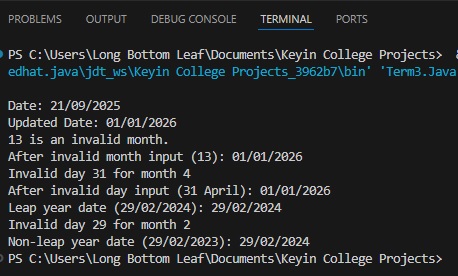 PROBLEMS OUTPUT DEBUG CONSOLE TERMINAL PORTS
PS C:\Users\Long Bottom Leaf\Documents\Keyin College Projects> &
edhat.java\jdt_ws\Keyin College Projects_3962b7\bin' 'Term3.Java
Date: 21/09/2025
Updated Date: 01/01/2026
13 is an invalid month.
After invalid month input (13): 01/01/2026
Invalid day 31 for month 4
After invalid day input (31 April): 01/01/2026
Leap year date (29/02/2024): 29/02/2024
Invalid day 29 for month 2
Non-leap year date (29/02/2023): 29/02/2024
PS C:\Users\Long Bottom Leaf\Documents\Keyin College Projects>